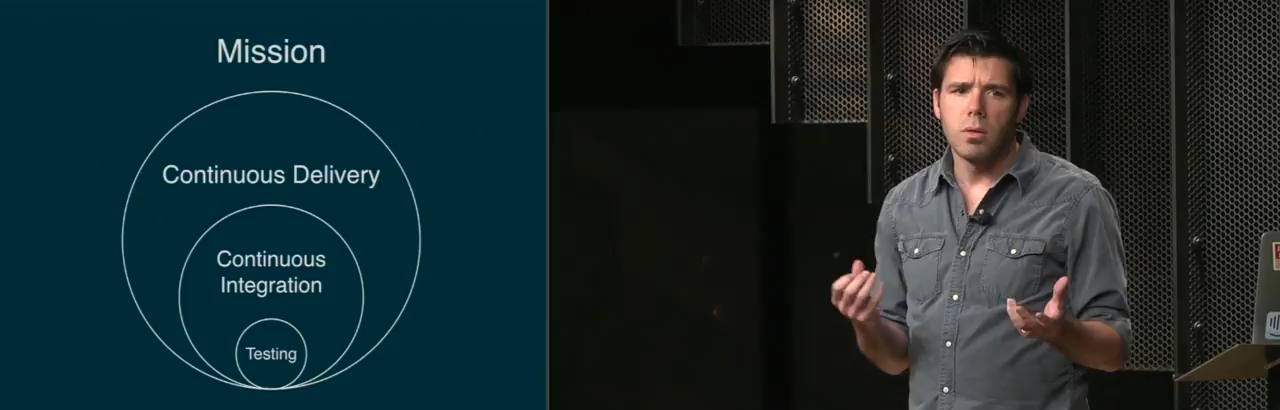 Mission
Continuous Delivery
Continuous
Integration
Testing